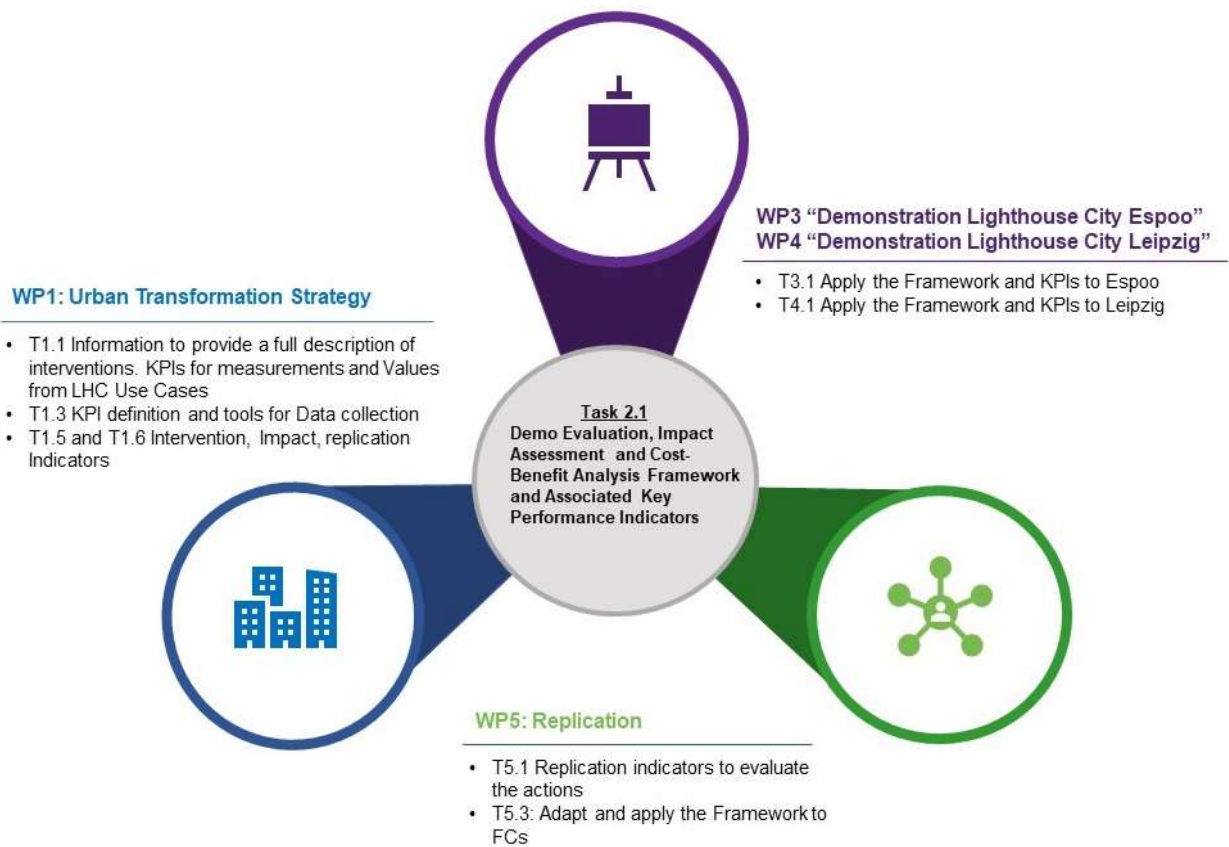 WP3 “Demonstration Lighthouse City Espoo”
WP4 “Demonstration Lighthouse City Leipzig”
• T3.1 Apply the Framework and KPIs to Espoo
• T4.1 Apply the Framework and KPIs to Leipzig
WP1: Urban Transformation Strategy
• T1.1 Information to provide a full description of
interventions. KPIs for measurements and Values
from LHC Use Cases
• T1.3 KPI definition and tools for Data collection
• T1.5 and T1.6 Intervention, Impact, replication
Indicators
Task 2.1
Demo Evaluation, Impact
Assessment and Cost-
Benefit Analysis Framework
and Associated Key
Performance Indicators
WP5: Replication
• T5.1 Replication indicators to evaluate
the actions
• T5.3: Adapt and apply the Framework to
FCs